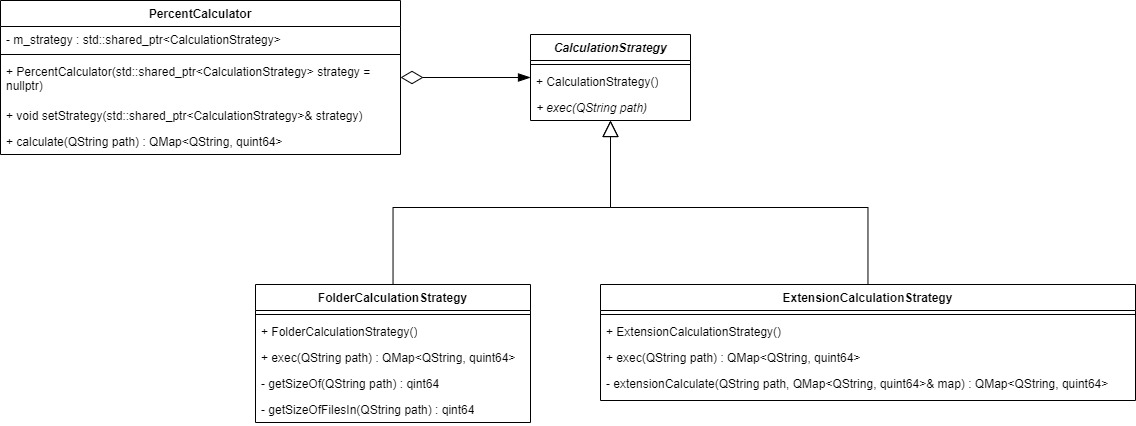 PercentCalculator
- m_strategy : std::shared_ptr<CalculationStrategy>
+ PercentCalculator(std::shared_ptr<CalculationStrategy> strategy =
nullptr)
+ void setStrategy(std::shared_ptr<CalculationStrategy>& strategy)
+ calculate(QString path) : QMap<QString, quint64>
CalculationStrategy
+ CalculationStrategy()
+ exec(QString path)
FolderCalculationStrategy
+ FolderCalculationStrategy()
+ exec(QString path) : QMap<QString, quint64>
- getSizeOf(QString path) : qint64
- getSizeOfFilesIn(QString path) : qint64
ExtensionCalculationStrategy
+ ExtensionCalculationStrategy()
+ exec(QString path) : QMap<QString, quint64>
- extensionCalculate(QString path, QMap<QString, quint64>& map) : QMap<QString, quint64>